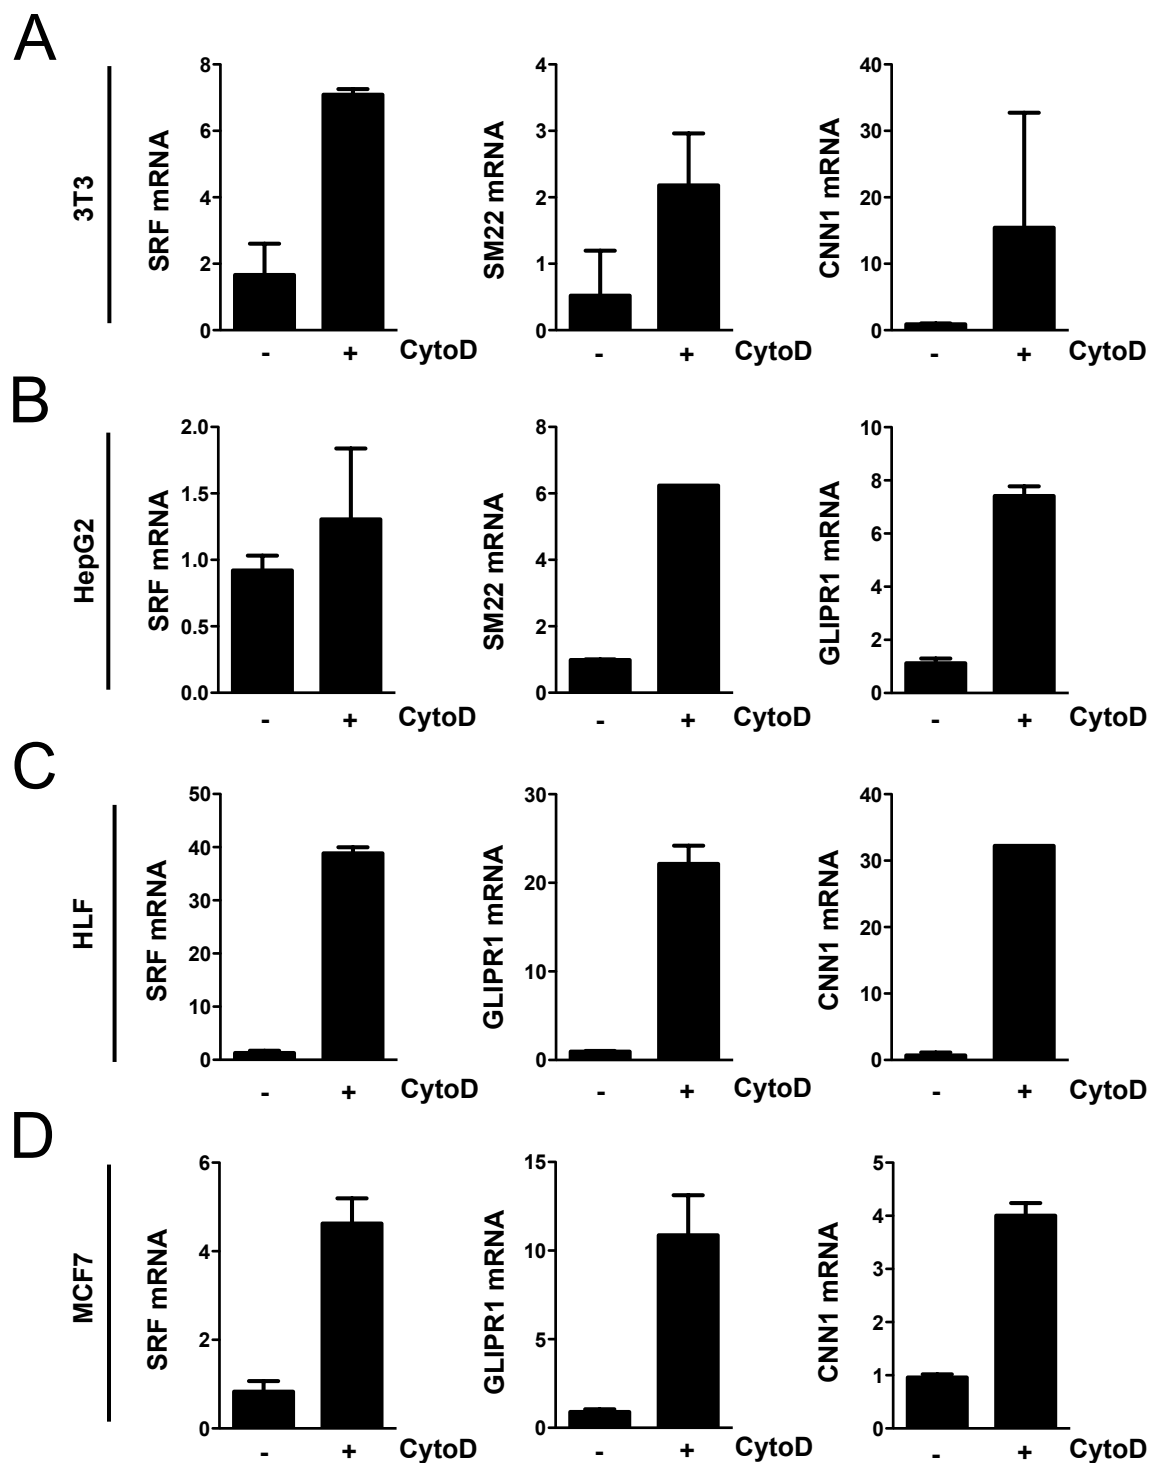 A
3T3
SRF mRNA
8
6
4
2
0
- + CytoD
SM22 mRNA
4
3
2
1
0
- + CytoD
CNN1 mRNA
40
30
20
10
0
- + CytoD
B
HepG2
SRF mRNA
2.0
1.5
1.0
0.5
0.0
- + CytoD
SM22 mRNA
8
6
4
2
0
- + CytoD
GLIPR1 mRNA
10
8
6
4
2
0
- + CytoD
C
HLF
SRF mRNA
50
40
30
20
10
0
- + CytoD
GLIPR1 mRNA
30
20
10
0
- + CytoD
CNN1 mRNA
40
30
20
10
0
- + CytoD
D
MCF7
SRF mRNA
6
4
2
0
- + CytoD
GLIPR1 mRNA
15
10
5
0
- + CytoD
CNN1 mRNA
5
4
3
2
1
0
- + CytoD